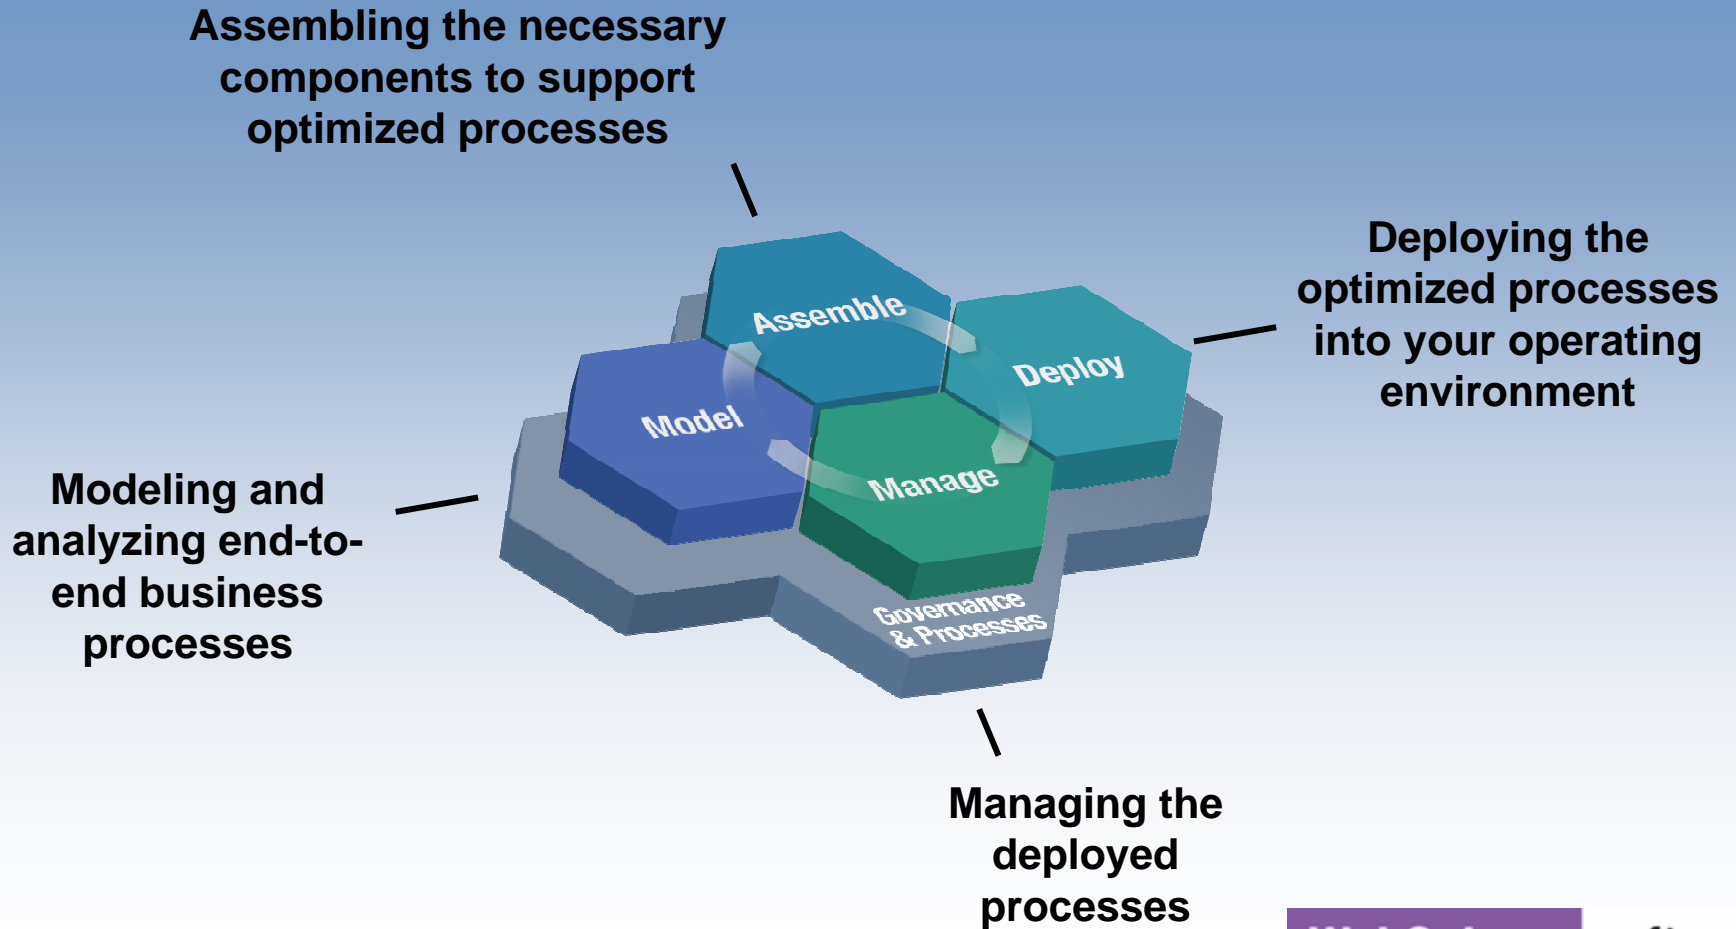 Assembling the necessary
components to support
optimized processes
Deploying the
optimized processes
into your operating
environment
Assemble
Deploy
Model
Manage
Modeling and
analyzing end-to-
end business
processes
Governance
& Processes
Managing the
deployed
processes